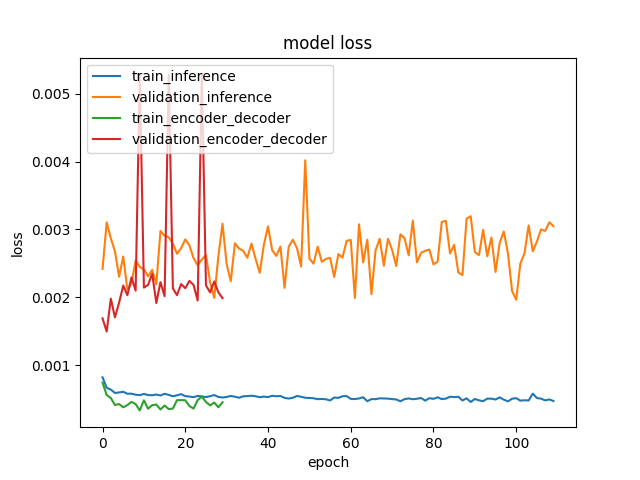 model loss
train_inference
validation_inference
train_encoder_decoder
validation_encoder_decoder
0.005
0.004
0.003
0.002
0.001
loss
0 20 40 60 80 100
epoch